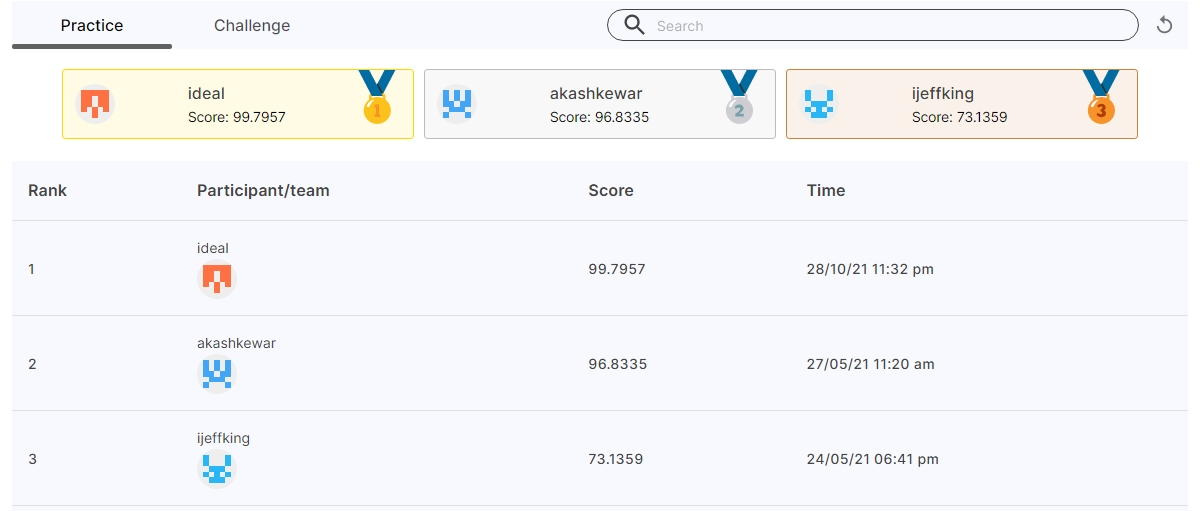 Practice Challenge Search
ideal
Score: 99.7957
1
akashkewar
Score: 96.8335
2
ijeffking
Score: 73.1359
3
Rank Participant/team Score Time
1 ideal 99.7957 28/10/21 11:32 pm
2 akashkewar 96.8335 27/05/21 11:20 am
3 ijeffking 73.1359 24/05/21 06:41 pm